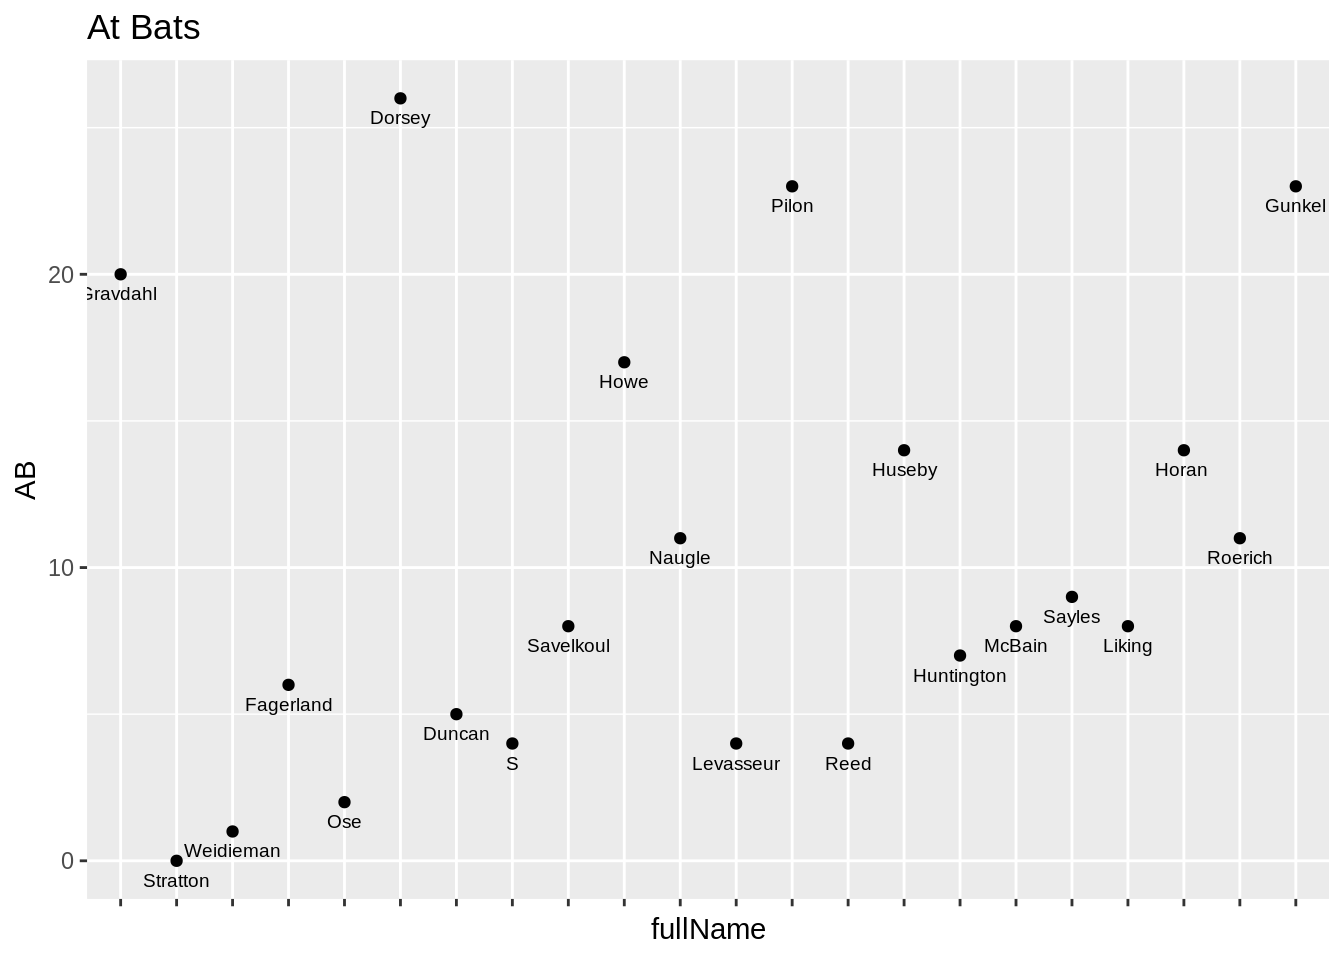 At Bats
Dorsey
Pilon
Gunkel
20
Gravdahl
Howe
Huseby
Horan
AB
Naugle
Roerich
10
Sayles
Savelkoul
McBain
Liking
Huntington
Fagerland
Duncan
S
Levasseur
Reed
Ose
Weidieman
0
Stratton
fullName